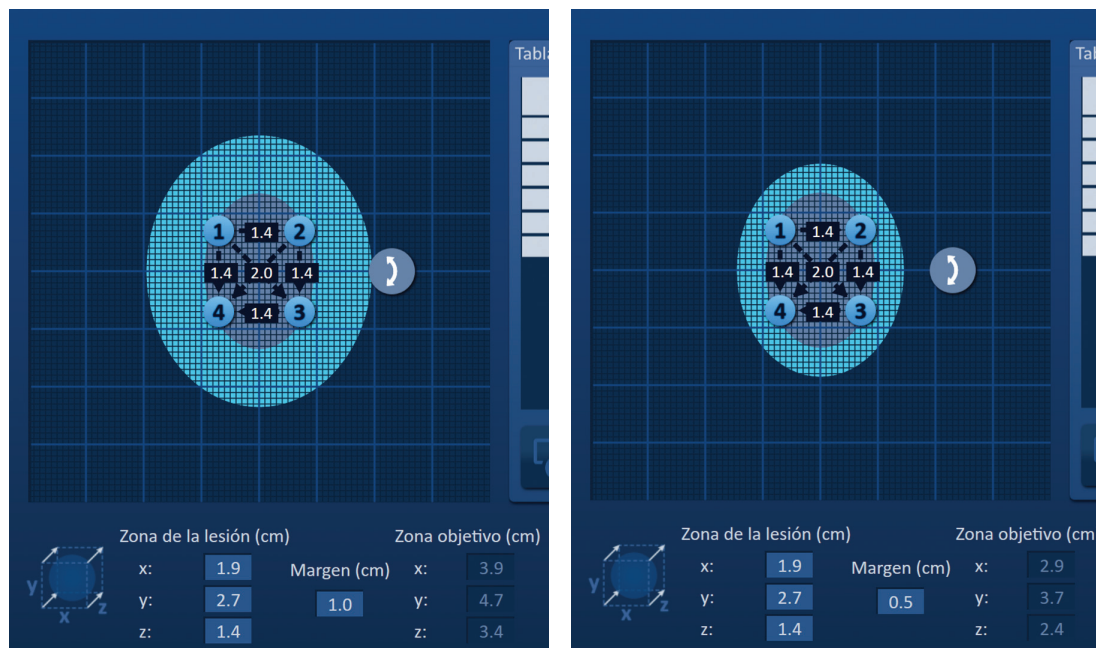 Tabla
1 1.4 2
1.4 2.0 1.4
4 1.4 3
Zona de la lesión (cm)
Zona objetivo (cm)
x: 1.9
Margen (cm)
x: 3.9
y: 2.7
1.0
y: 4.7
z: 1.4
z: 3.4
y
x
z
Tab
1 1.4 2
1.4 2.0 1.4
4 1.4 3
Zona de la lesión (cm)
Zona objetivo (cm
x: 1.9
Margen (cm)
x: 2.9
y: 2.7
0.5
y: 3.7
z: 1.4
z: 2.4
y
x
z